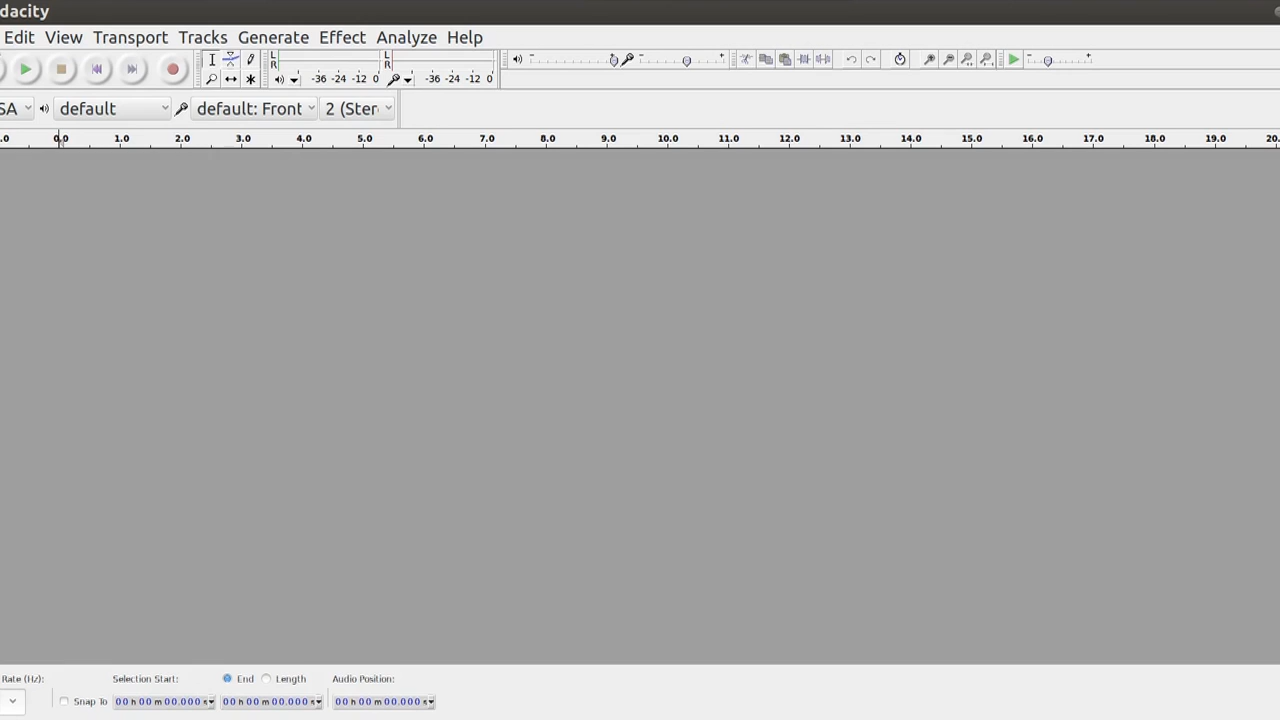 dacity
Edit View Transport Tracks Generate Effect Analyze Help
L
R
L
R
-36 -24 -12 0
-36 -24 -12 0
SA default default: Front 2 (Ster
.0 0.0 1.0 2.0 3.0 4.0 5.0 6.0 7.0 8.0 9.0 10.0 11.0 12.0 13.0 14.0 15.0 16.0 17.0 18.0 19.0 20.
Rate (Hz): Selection Start: End Length Audio Position:
Snap To 00 h 00 m 00.000 s 00 h 00 m 00.000 s 00 h 00 m 00.000 s